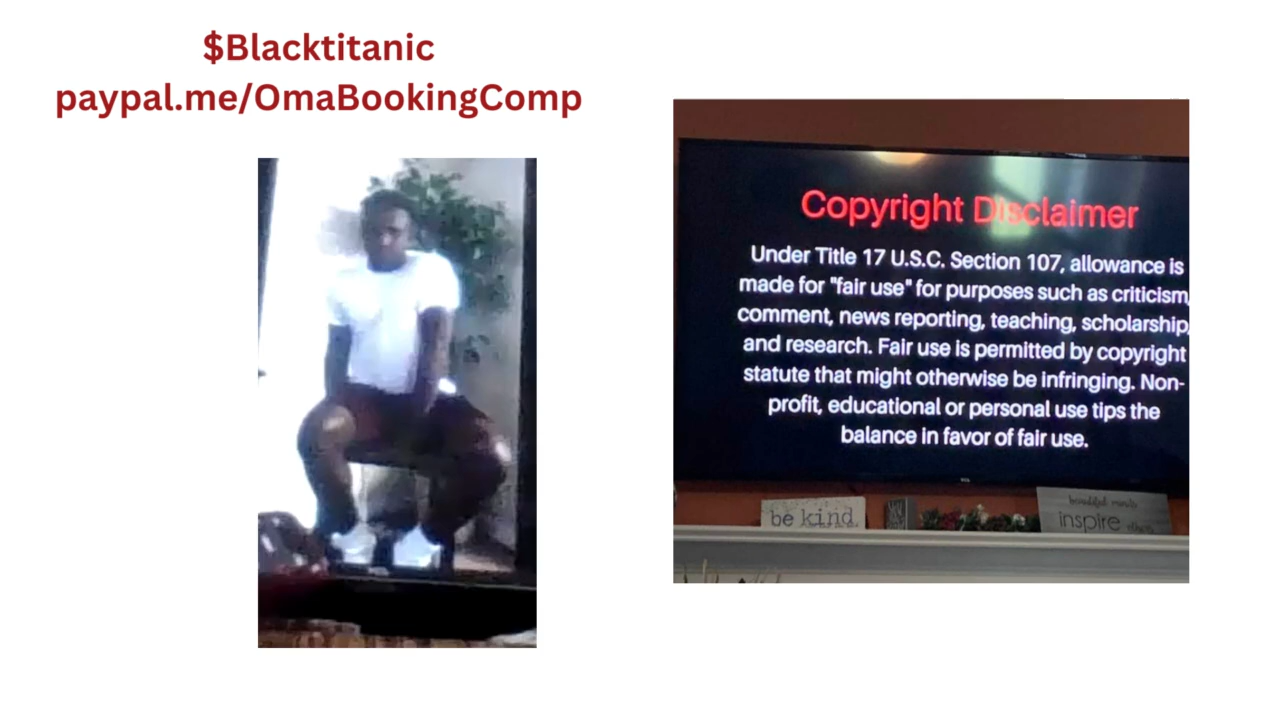 $Blacktitanic
paypal.me/OmaBookingComp
Copyright Disclaimer
Under Title 17 U.S.C. Section 107, allowance is
made for "fair use" for purposes such as criticism,
comment, news reporting, teaching, scholarship,
and research. Fair use is permitted by copyright
statute that might otherwise be infringing. Non-
profit, educational or personal use tips the
balance in favor of fair use.
be kind
beautiful minds
inspire